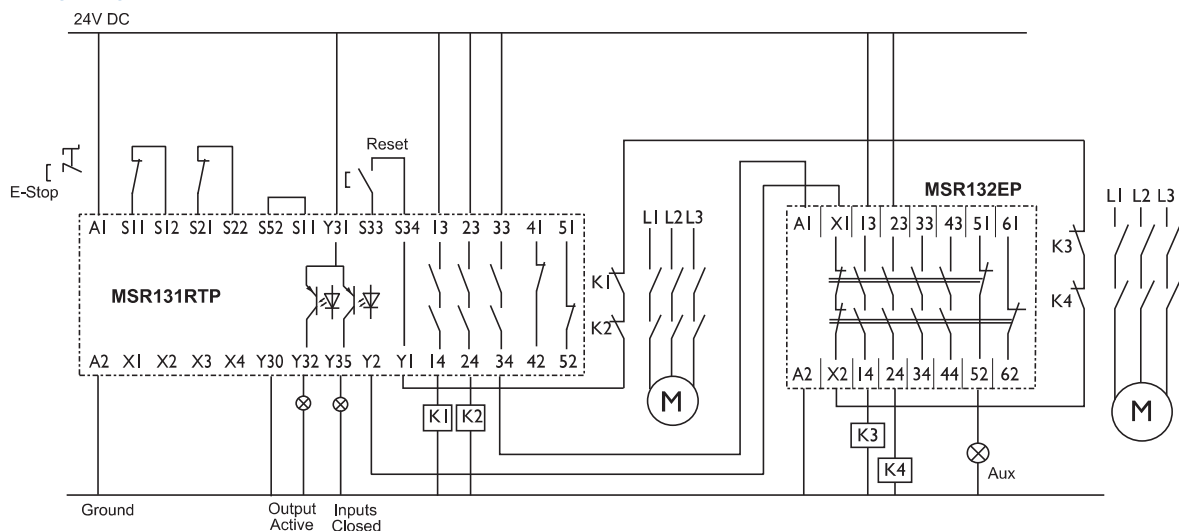 24V DC
Reset
E-Stop
MSR132EP
L1 L2 L3
L1 L2 L3
A1 S11 S12 S21 S22 S52 S11 Y31 S33 S34 13 23 33 41 51
A1 X1 13 23 33 43 51 61
K3
K1
MSR131RTP
K4
K2
A2 X1 X2 X3 X4 Y30 Y32 Y35 Y2 Y1 14 24 34 42 52
A2 X2 14 24 34 44 52 62
M
M
K1 K2
K3
K4
Aux
Ground
Output
Active
Inputs
Closed